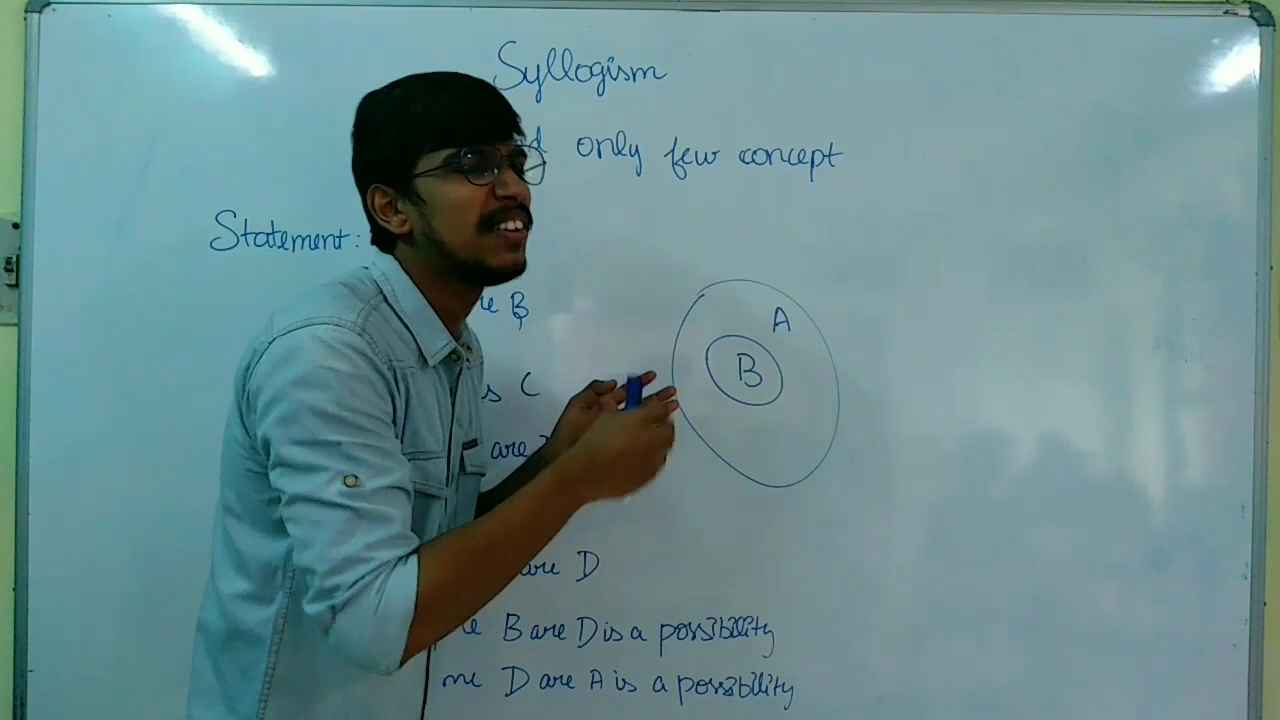 Syllogism
only few concept
Statement:
B
A
B
C
are
are D
B are D is a possibility
D are A is a possibility